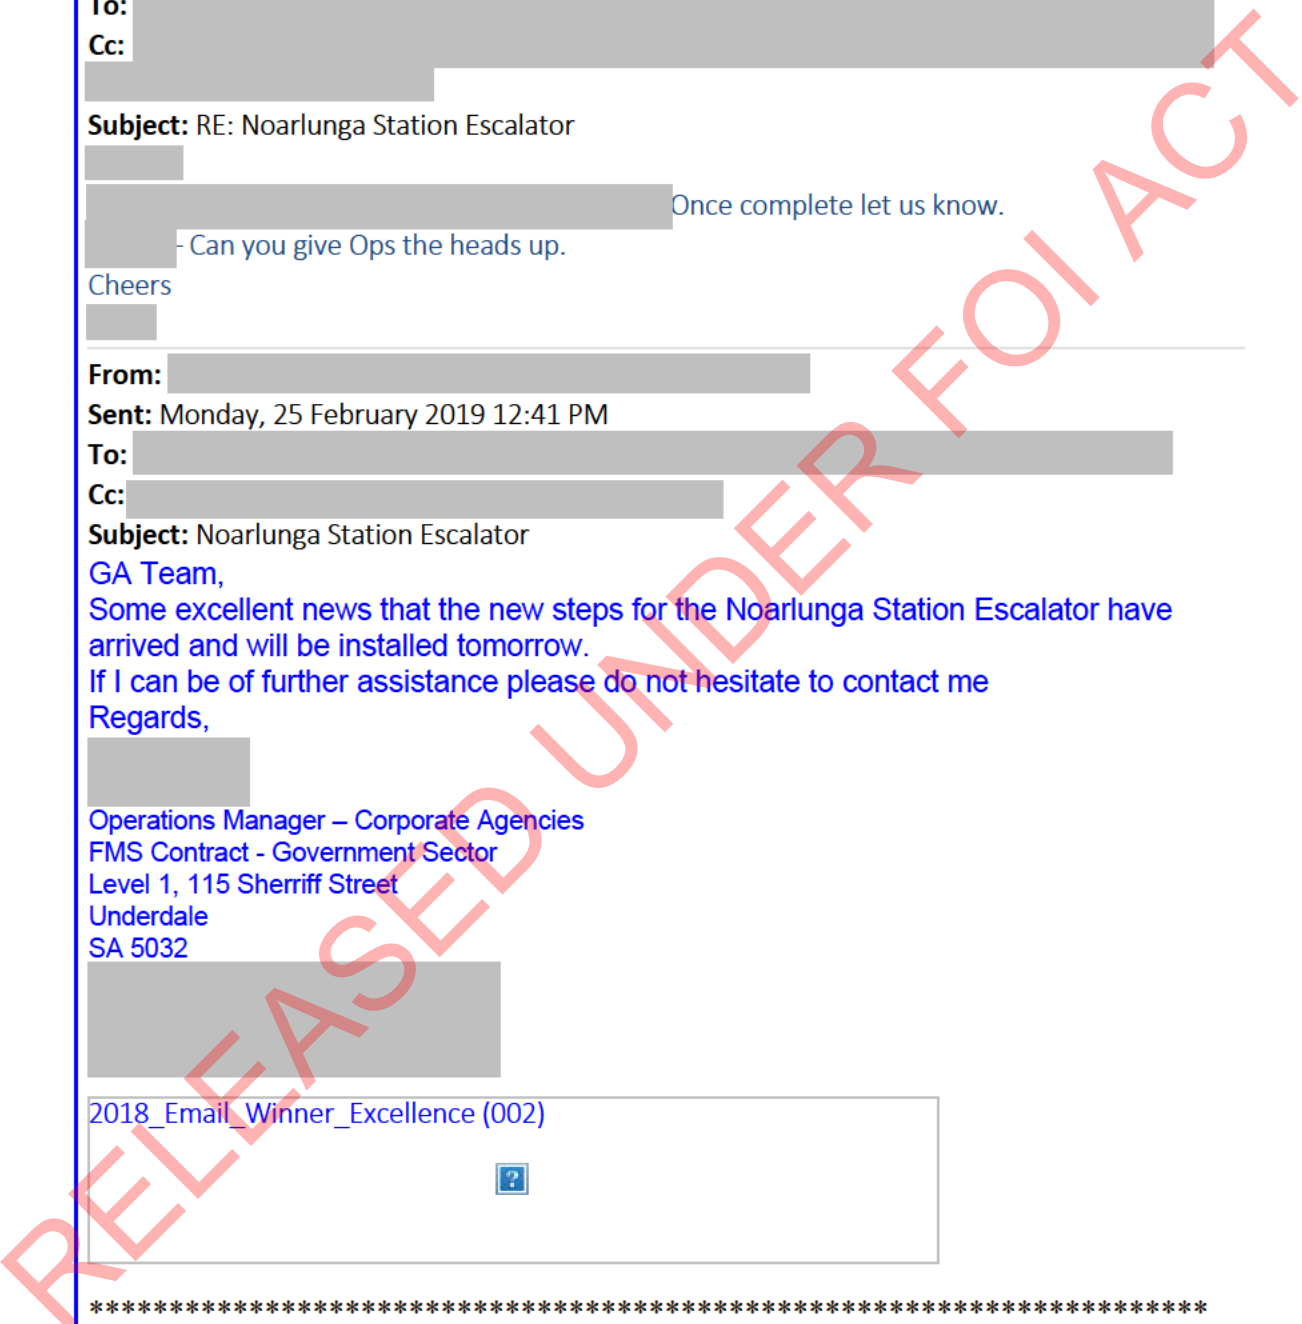 To:
Cc:
Subject: RE: Noarlunga Station Escalator
Once complete let us know.
- Can you give Ops the heads up.
Cheers
From:
Sent: Monday, 25 February 2019 12:41 PM
To:
Cc:
Subject: Noarlunga Station Escalator
GA Team,
Some excellent news that the new steps for the Noarlunga Station Escalator have
arrived and will be installed tomorrow.
If I can be of further assistance please do not hesitate to contact me
Regards,
Operations Manager – Corporate Agencies
FMS Contract - Government Sector
Level 1, 115 Sherriff Street
Underdale
SA 5032
2018_Email_Winner_Excellence (002)
**********************************************************************
RELEASED UNDER FOI ACT